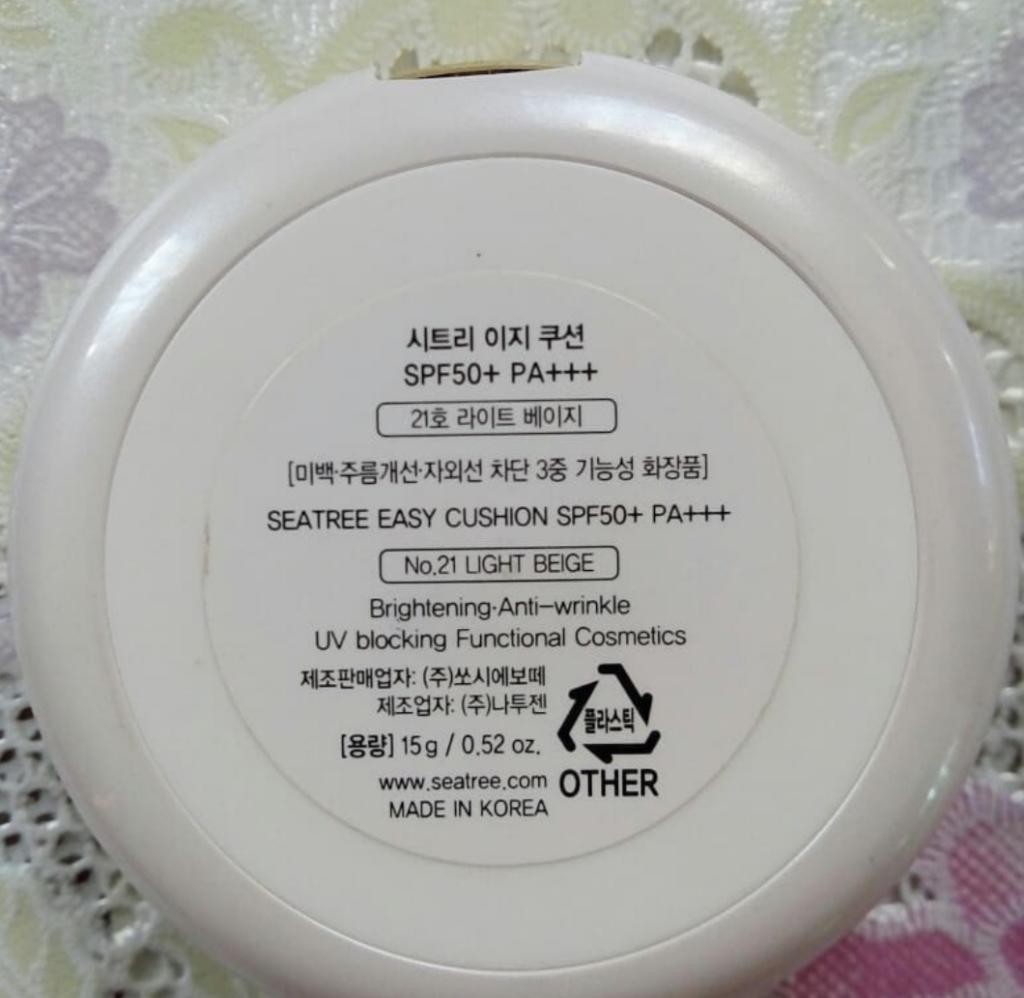 시트리 이지 쿠션
SPF50+ PA+++
21호 라이트 베이지
[미백·주름개선·자외선 차단 3중 기능성 화장품]
SEATREE EASY CUSHION SPF50+ PA+++
No.21 LIGHT BEIGE
Brightening·Anti-wrinkle
UV blocking Functional Cosmetics
제조판매업자: (주)쏘시에보떼
제조업자: (주)나투젠
[용량] 15g / 0.52 oz.
www.seatree.com
MADE IN KOREA
플라스틱
OTHER